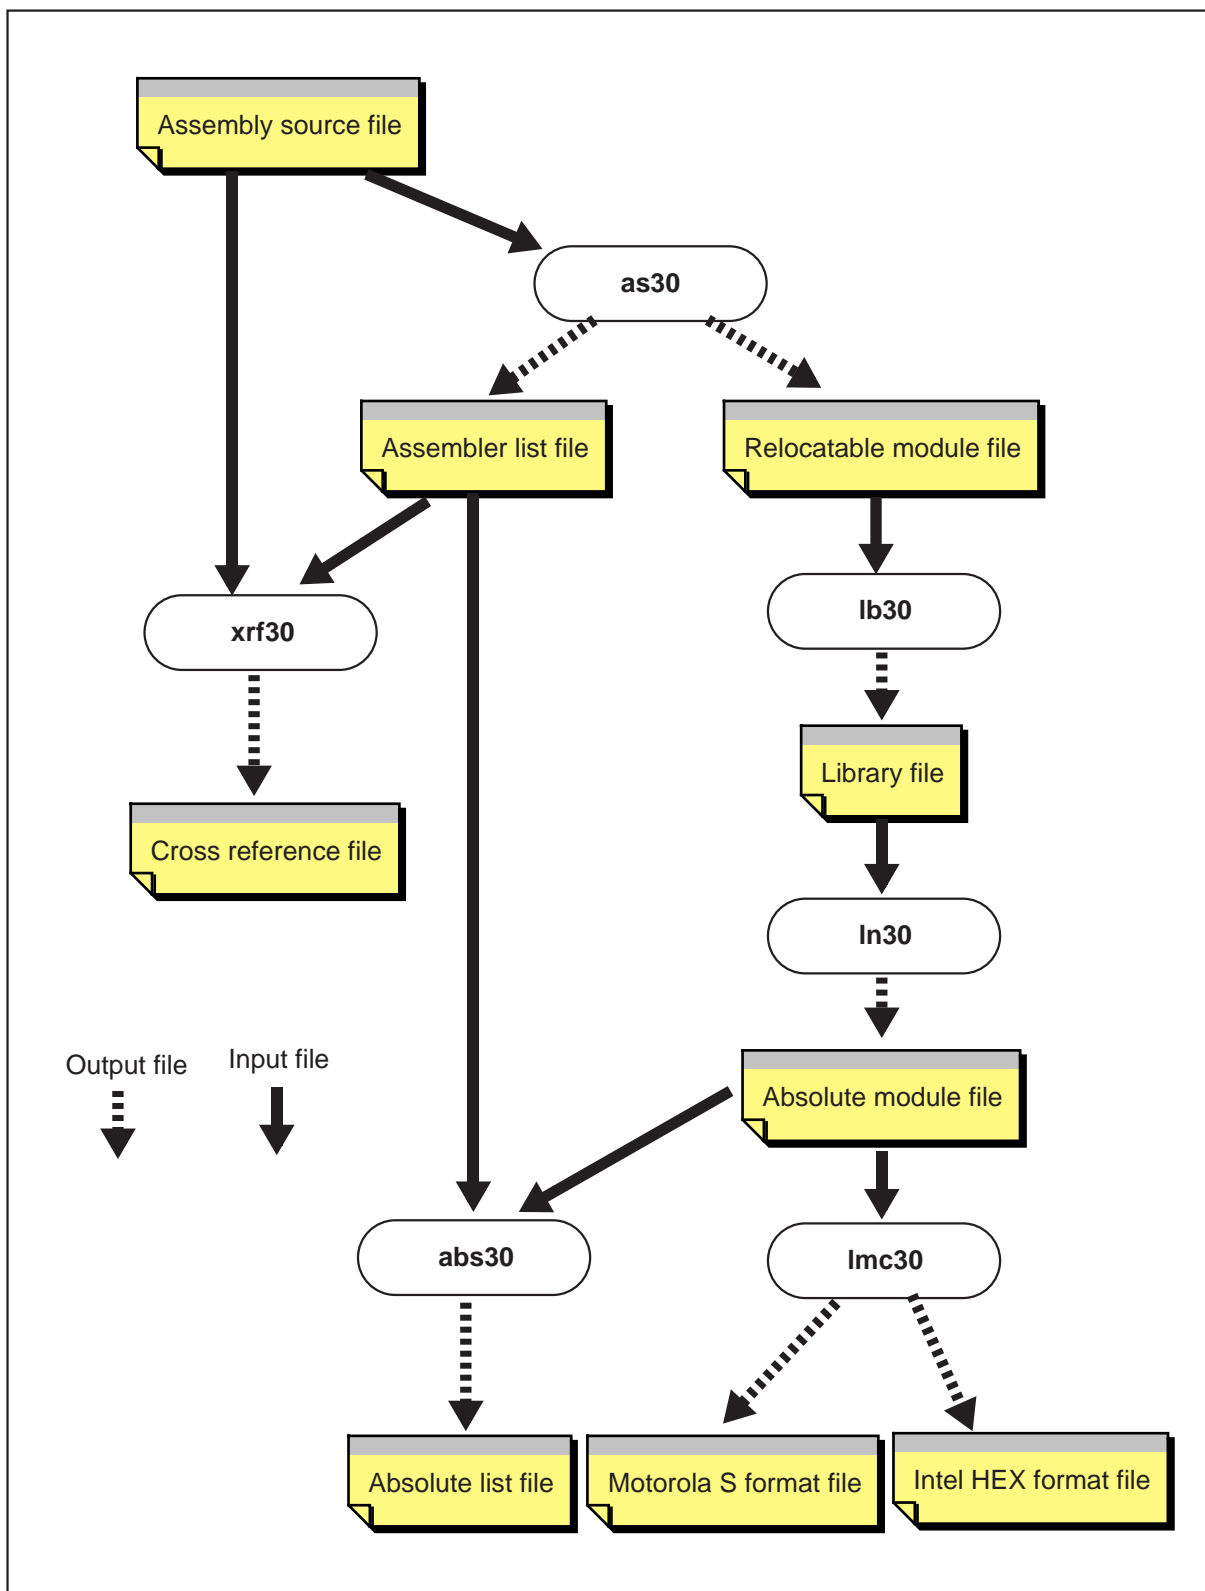 Assembly source file
as30
Assembler list file
Relocatable module file
xrf30
lb30
Library file
Cross reference file
ln30
Output file
Input file
Absolute module file
abs30
lmc30
Absolute list file
Motorola S format file
Intel HEX format file